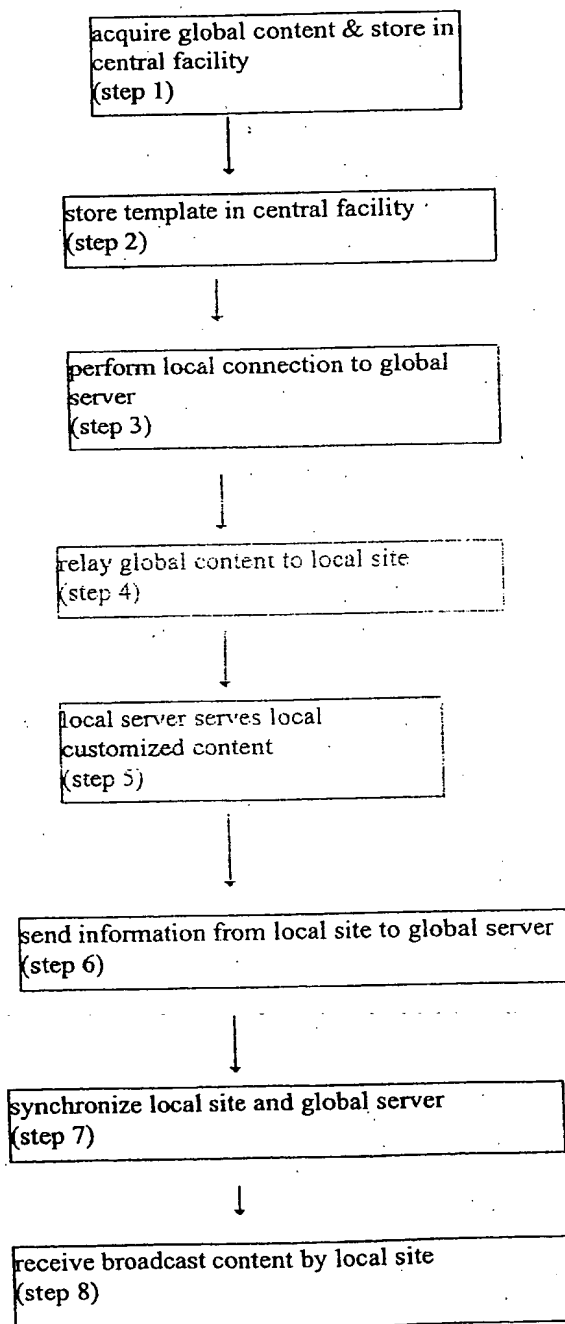 acquire global content & store in
central facility
(step 1)
store template in central facility
(step 2)
perform local connection to global
server
(step 3)
relay global content to local site
(step 4)
local server serves local
customized content
(step 5)
send information from local site to global server
(step 6)
synchronize local site and global server
(step 7)
receive broadcast content by local site
(step 8)